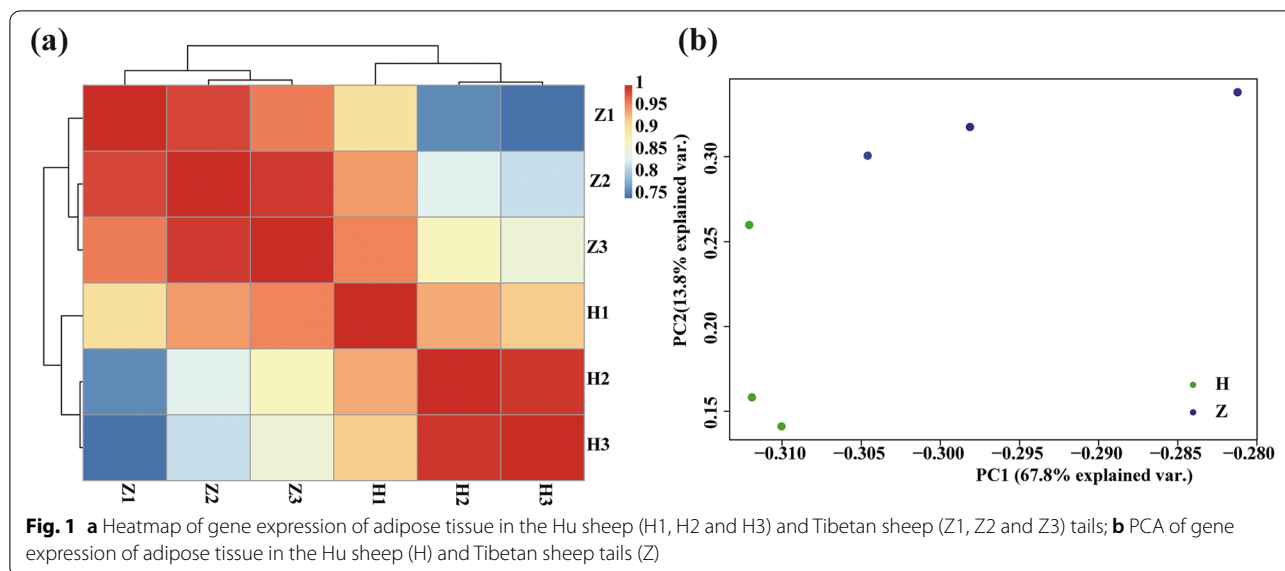 (a)
1
0.95
0.9
0.85
0.8
0.75
Z1
Z2
Z3
H1
H2
H3
Z1 Z2 Z3 H1 H2 H3
(b)
PC2(13.8% explained var.)
0.30
0.25
0.20
0.15
H
Z
−0.310 −0.305 −0.300 −0.295 −0.290 −0.285 −0.280
PC1 (67.8% explained var.)
Fig. 1 a Heatmap of gene expression of adipose tissue in the Hu sheep (H1, H2 and H3) and Tibetan sheep (Z1, Z2 and Z3) tails; b PCA of gene
expression of adipose tissue in the Hu sheep (H) and Tibetan sheep tails (Z)